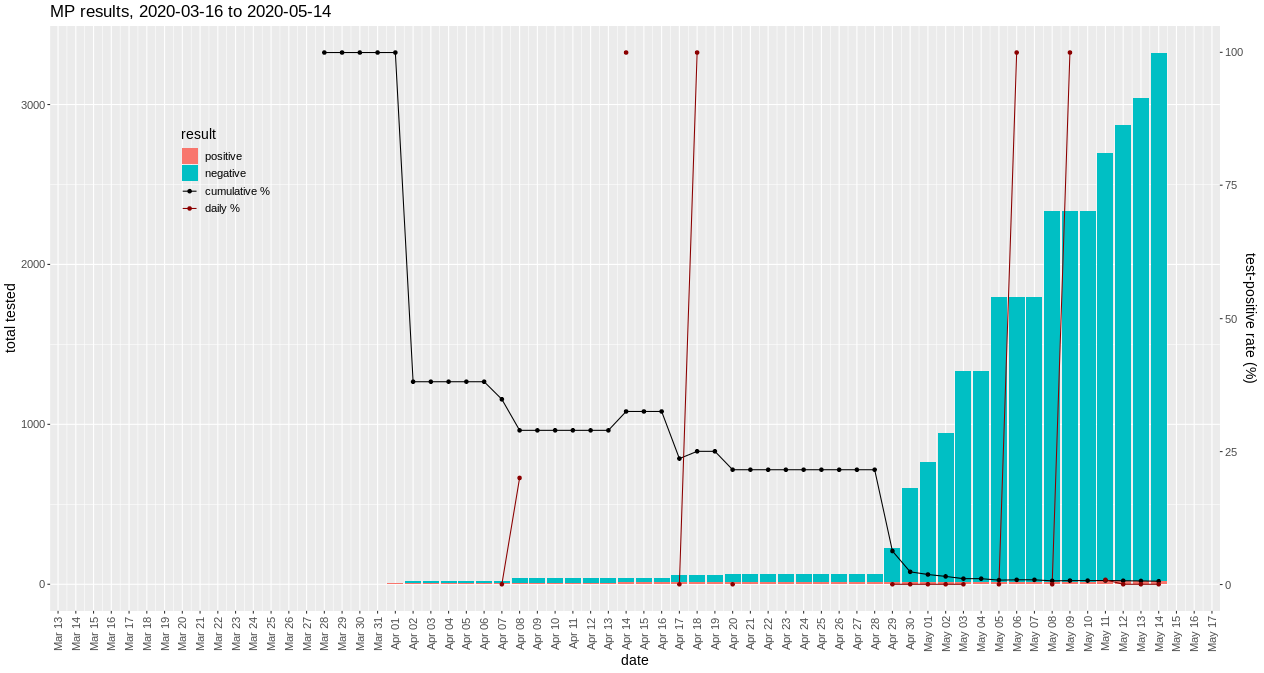 MP results, 2020-03-16 to 2020-05-14
total tested
3000
2000
1000
0
result
positive
negative
cumulative %
daily %
100
75
50
25
0
test-positive rate (%)
Mar 13
Mar 14
Mar 15
Mar 16
Mar 17
Mar 18
Mar 19
Mar 20
Mar 21
Mar 22
Mar 23
Mar 24
Mar 25
Mar 26
Mar 27
Mar 28
Mar 29
Mar 30
Mar 31
Apr 01
Apr 02
Apr 03
Apr 04
Apr 05
Apr 06
Apr 07
Apr 08
Apr 09
Apr 10
Apr 11
Apr 12
Apr 13
Apr 14
Apr 15
Apr 16
Apr 17
Apr 18
Apr 19
Apr 20
Apr 21
Apr 22
Apr 23
Apr 24
Apr 25
Apr 26
Apr 27
Apr 28
Apr 29
Apr 30
May 01
May 02
May 03
May 04
May 05
May 06
May 07
May 08
May 09
May 10
May 11
May 12
May 13
May 14
May 15
May 16
May 17
date